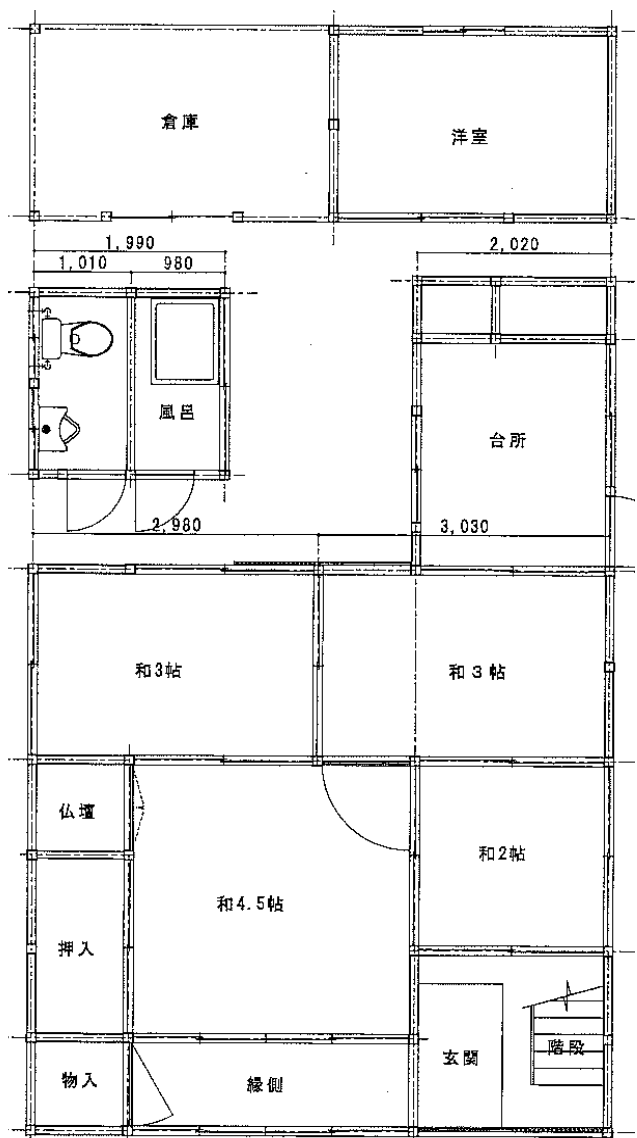 倉庫
洋室
1,990
2,020
1,010
980
風呂
台所
2,980
3,030
和3帖
和3帖
仏壇
和2帖
和4.5帖
押入
階段
玄関
物入
縁側